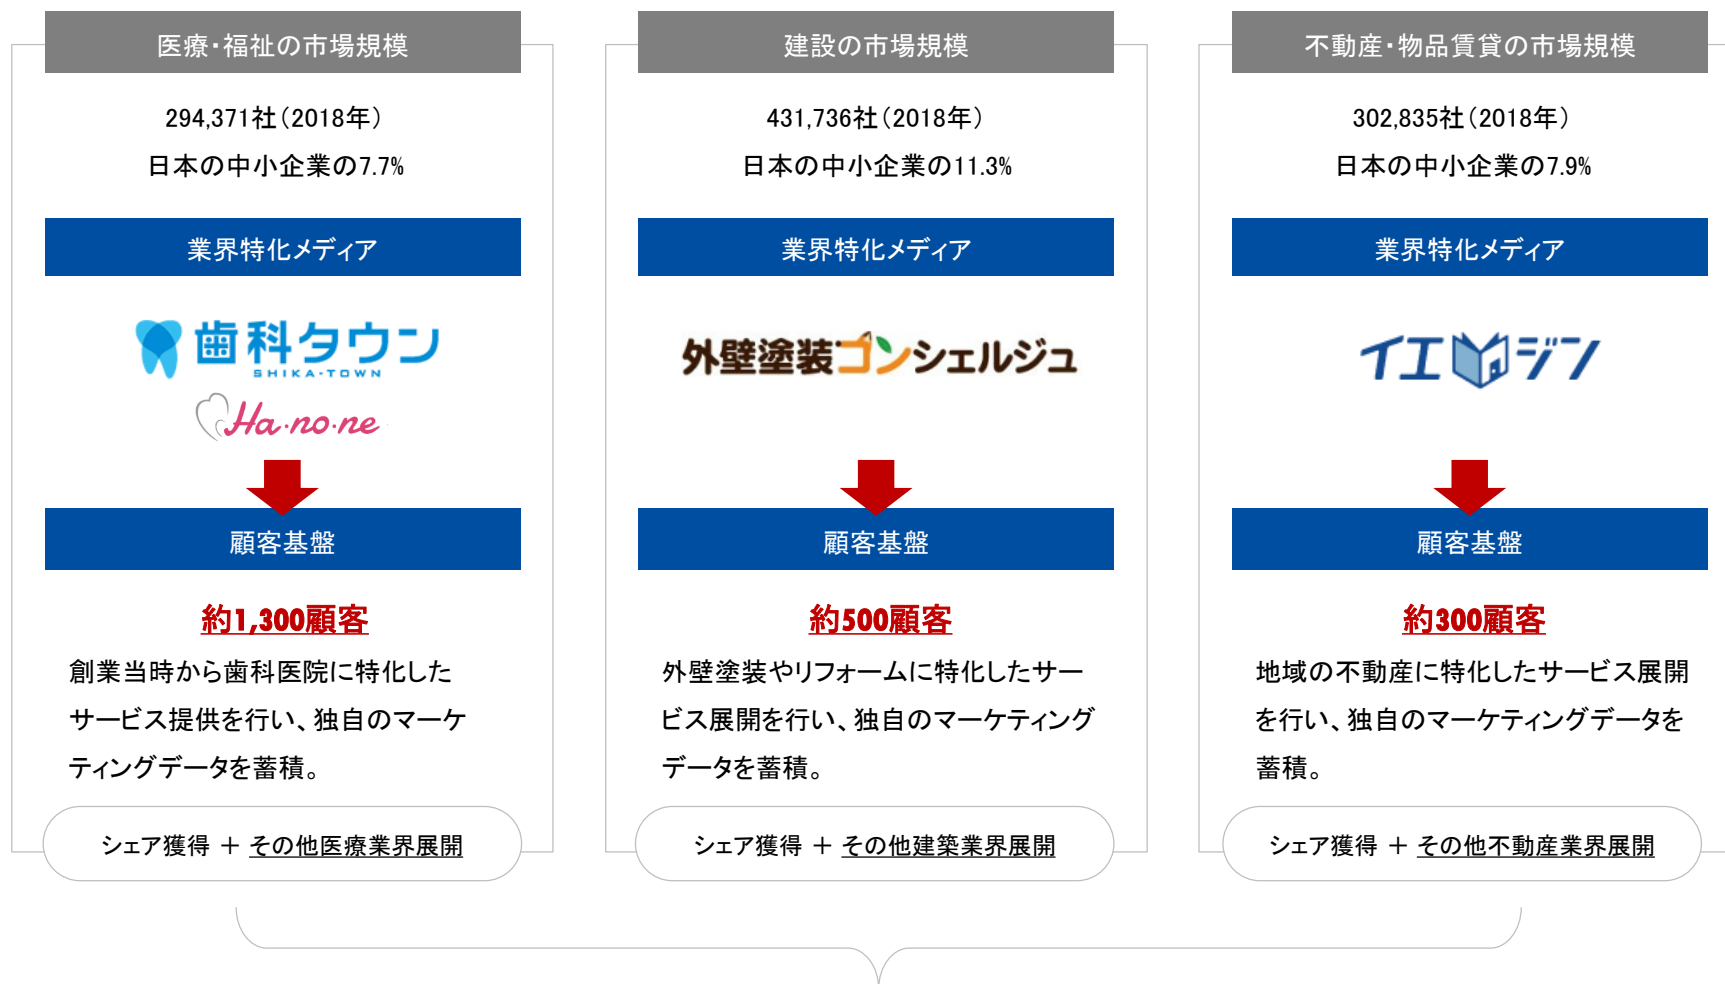 医療・福祉の市場規模
294,371社（2018年）
日本の中小企業の7.7%
業界特化メディア
歯科タウン
SHIKA-TOWN
Ha・no・ne
顧客基盤
約1,300顧客
創業当時から歯科医院に特化した
サービス提供を行い、独自のマーケ
ティングデータを蓄積。
シェア獲得 ＋ その他医療業界展開
建設の市場規模
431,736社（2018年）
日本の中小企業の11.3%
業界特化メディア
外壁塗装コンシェルジュ
顧客基盤
約500顧客
外壁塗装やリフォームに特化したサー
ビス展開を行い、独自のマーケティング
データを蓄積。
シェア獲得 ＋ その他建築業界展開
不動産・物品賃貸の市場規模
302,835社（2018年）
日本の中小企業の7.9%
業界特化メディア
イエジン
顧客基盤
約300顧客
地域の不動産に特化したサービス展開
を行い、独自のマーケティングデータを
蓄積。
シェア獲得 ＋ その他不動産業界展開